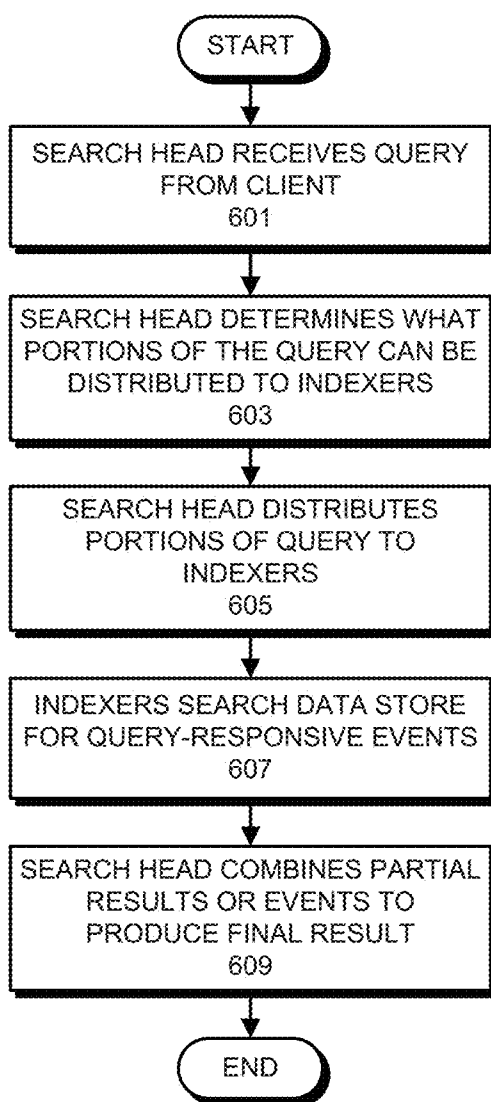 START
SEARCH HEAD RECEIVES QUERY
FROM CLIENT
601
SEARCH HEAD DETERMINES WHAT
PORTIONS OF THE QUERY CAN BE
DISTRIBUTED TO INDEXERS
603
SEARCH HEAD DISTRIBUTES
PORTIONS OF QUERY TO
INDEXERS
605
INDEXERS SEARCH DATA STORE
FOR QUERY-RESPONSIVE EVENTS
607
SEARCH HEAD COMBINES PARTIAL
RESULTS OR EVENTS TO
PRODUCE FINAL RESULT
609
END